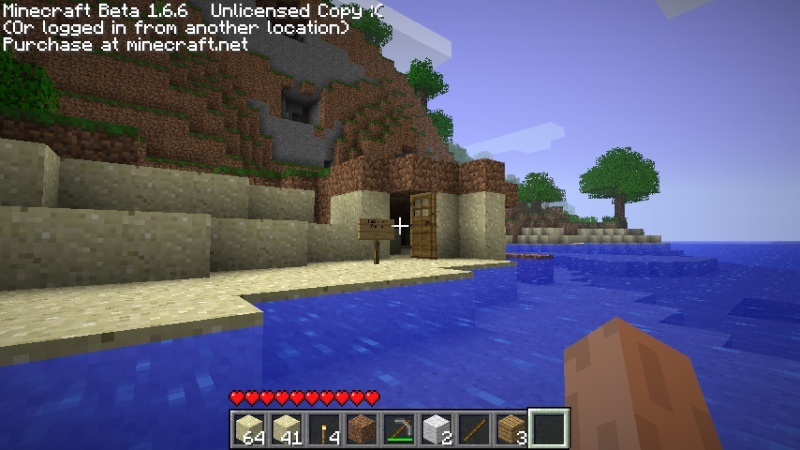 Minecraft Beta 1.6.6 Unlicensed Copy :(
(Or logged in from another location)
Purchase at minecraft.net
64 41 4 2 3